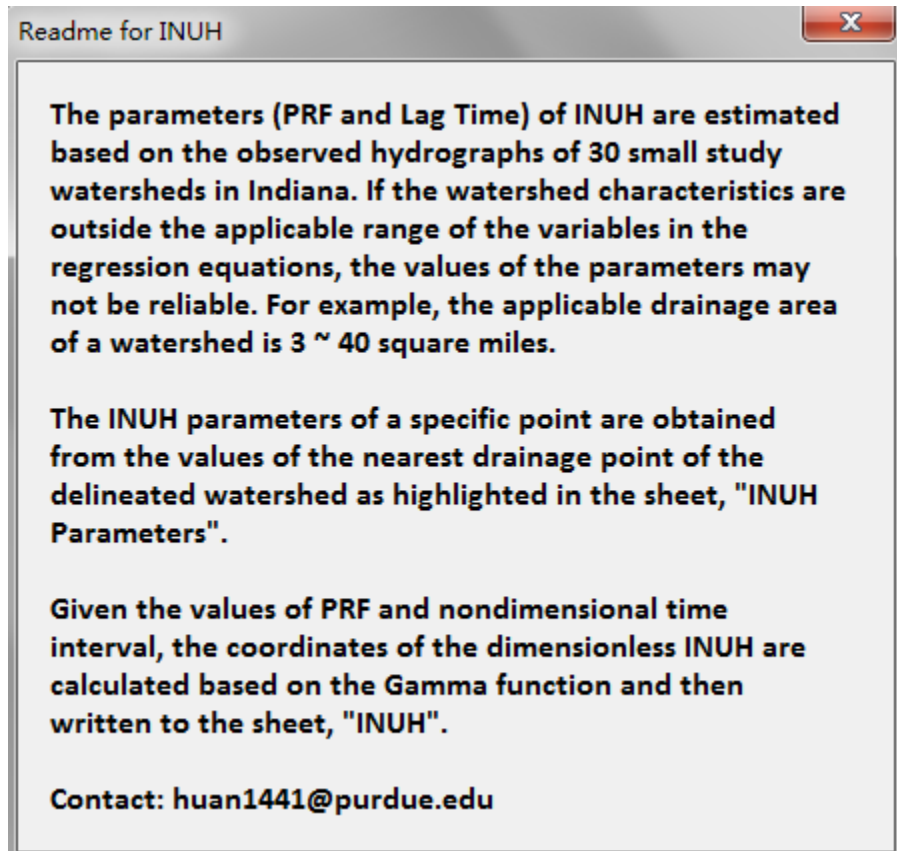 Readme for INUH
The parameters (PRF and Lag Time) of INUH are estimated
based on the observed hydrographs of 30 small study
watersheds in Indiana. If the watershed characteristics are
outside the applicable range of the variables in the
regression equations, the values of the parameters may
not be reliable. For example, the applicable drainage area
of a watershed is 3 ~ 40 square miles.
The INUH parameters of a specific point are obtained
from the values of the nearest drainage point of the
delineated watershed as highlighted in the sheet, "INUH
Parameters".
Given the values of PRF and nondimensional time
interval, the coordinates of the dimensionless INUH are
calculated based on the Gamma function and then
written to the sheet, "INUH".
Contact: huan1441@purdue.edu